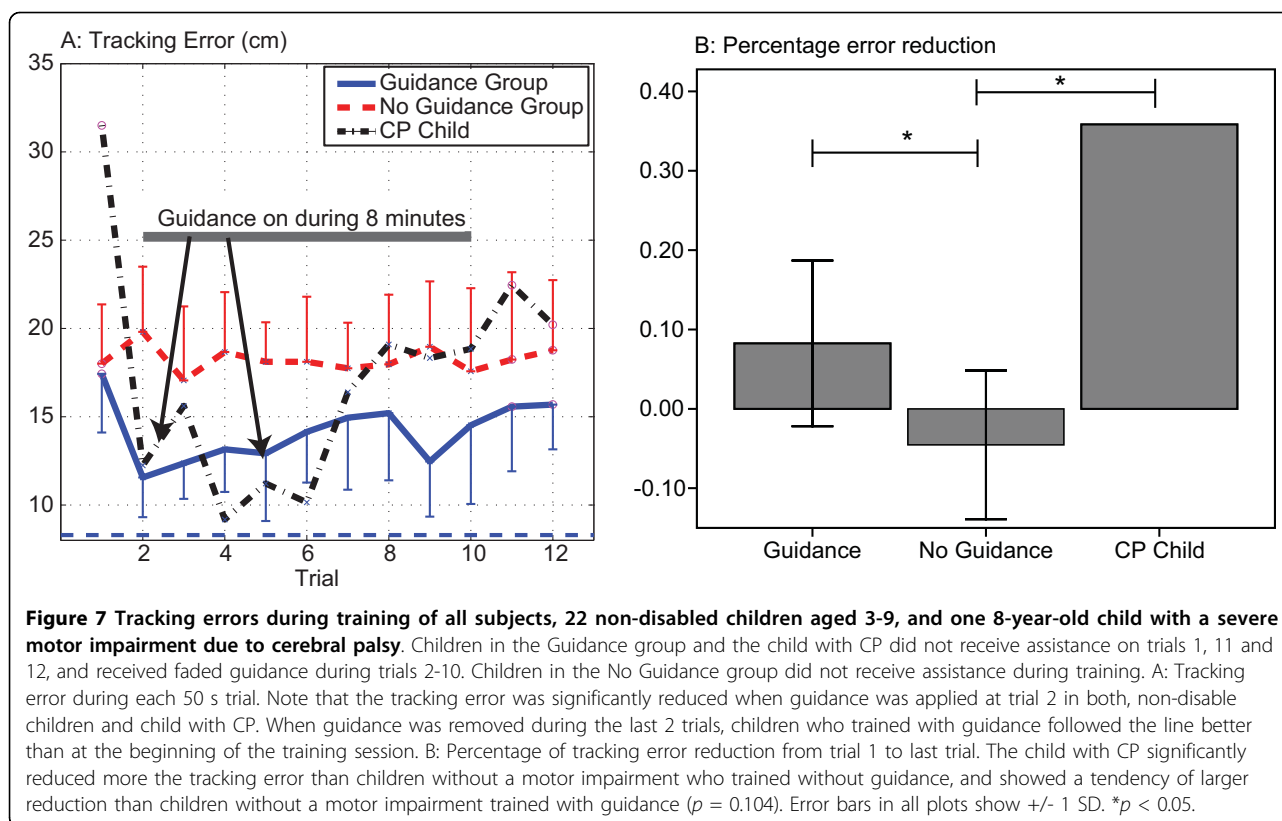 A: Tracking Error (cm)
35
30
25
20
15
10
2 4 6 8 10 12
Trial
Guidance Group
No Guidance Group
CP Child
Guidance on during 8 minutes
B: Percentage error reduction
0.40
0.30
0.20
0.10
0.00
-0.10
*
*
Guidance No Guidance CP Child
Figure 7 Tracking errors during training of all subjects, 22 non-disabled children aged 3-9, and one 8-year-old child with a severe
motor impairment due to cerebral palsy. Children in the Guidance group and the child with CP did not receive assistance on trials 1, 11 and
12, and received faded guidance during trials 2-10. Children in the No Guidance group did not receive assistance during training. A: Tracking
error during each 50 s trial. Note that the tracking error was significantly reduced when guidance was applied at trial 2 in both, non-disable
children and child with CP. When guidance was removed during the last 2 trials, children who trained with guidance followed the line better
than at the beginning of the training session. B: Percentage of tracking error reduction from trial 1 to last trial. The child with CP significantly
reduced more the tracking error than children without a motor impairment who trained without guidance, and showed a tendency of larger
reduction than children without a motor impairment trained with guidance (p = 0.104). Error bars in all plots show +/- 1 SD. *p < 0.05.